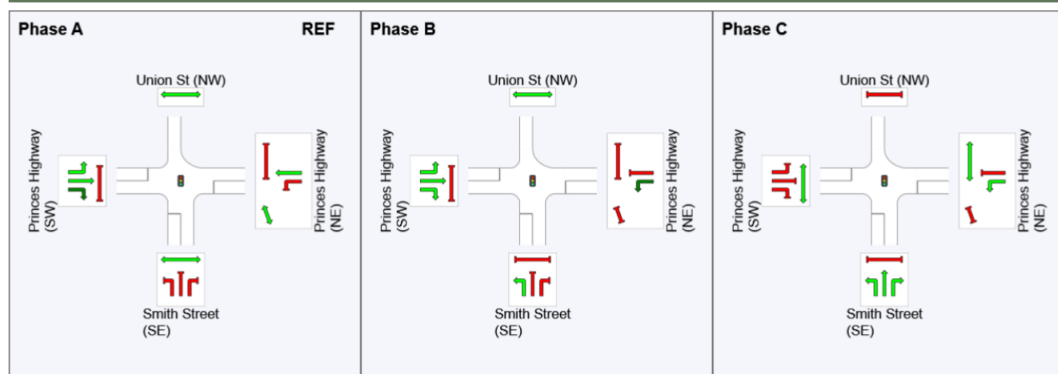 Phase A
REF
Union St (NW)
Princes Highway
(SW)
Princes Highway
(NE)
Smith Street
(SE)
Phase B
Union St (NW)
Princes Highway
(SW)
Princes Highway
(NE)
Smith Street
(SE)
Phase C
Union St (NW)
Princes Highway
(SW)
Princes Highway
(NE)
Smith Street
(SE)